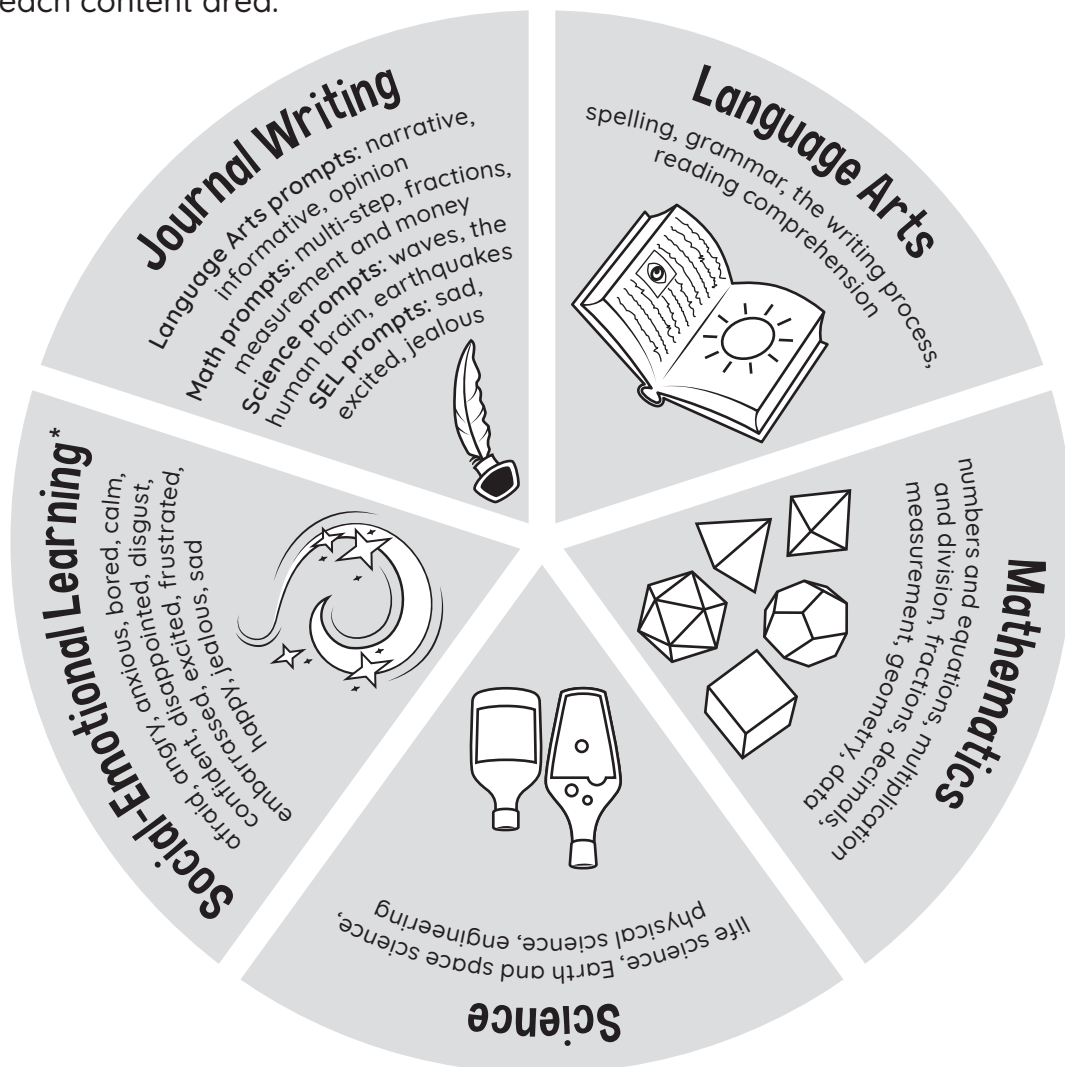 each content area.
Journal Writing
Language Arts prompts: narrative,
informative, opinion
Math prompts: multi-step, fractions,
measurement and money
Science prompts: waves, the
human brain, earthquakes
SEL prompts: sad,
excited, jealous
Language Arts
spelling, grammar, the writing process,
reading comprehension
Mathematics
numbers and equations, multiplication
and division, fractions, decimals,
measurement, geometry, data
Science
life science, Earth and space science,
physical science, engineering
Social-Emotional Learning*
afraid, angry, anxious, bored, calm,
confident, disappointed, disgust,
embarrassed, excited, frustrated,
happy, jealous, sad